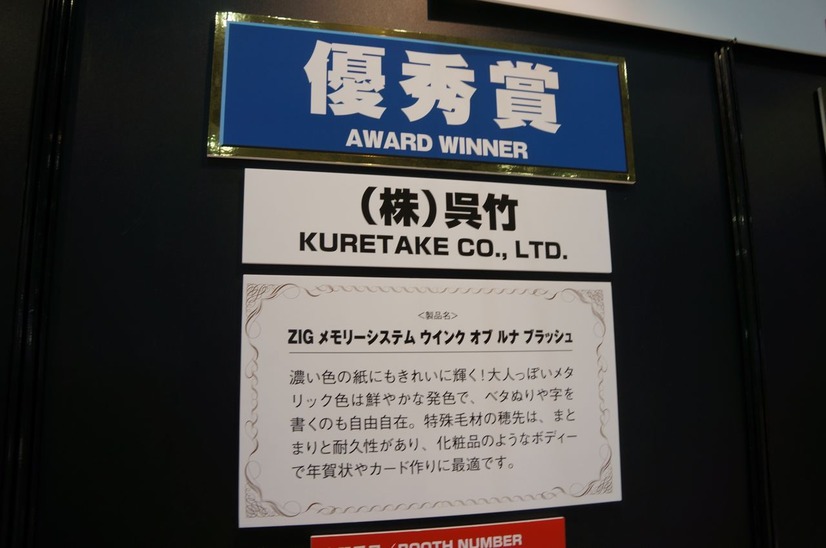 優秀賞
AWARD WINNER
(株)呉竹
KURETAKE CO., LTD.
<製品名>
ZIG メモリーシステム ウインク オブ ルナ ブラッシュ
濃い色の紙にもきれいに輝く!大人っぽいメタ
リック色は鮮やかな発色で、ベタぬりや字を
書くのも自由自在。特殊毛材の穂先は、まと
まりと耐久性があり、化粧品のようなボディー
で年賀状やカード作りに最適です。
/BOOTH NUMBER